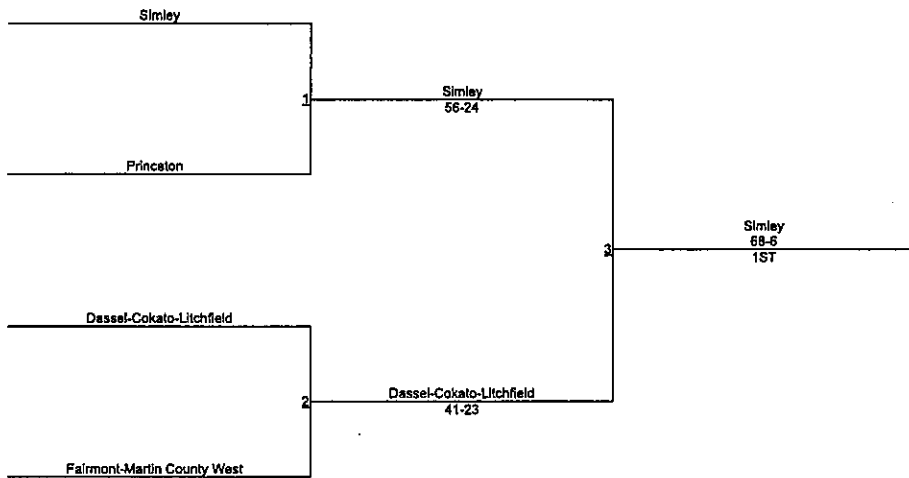 Simley
1
Simley
56-24
Princeton
3
Simley
68-6
1ST
Dassel-Cokato-Litchfield
2
Dassel-Cokato-Litchfield
41-23
Fairmont-Martin County West